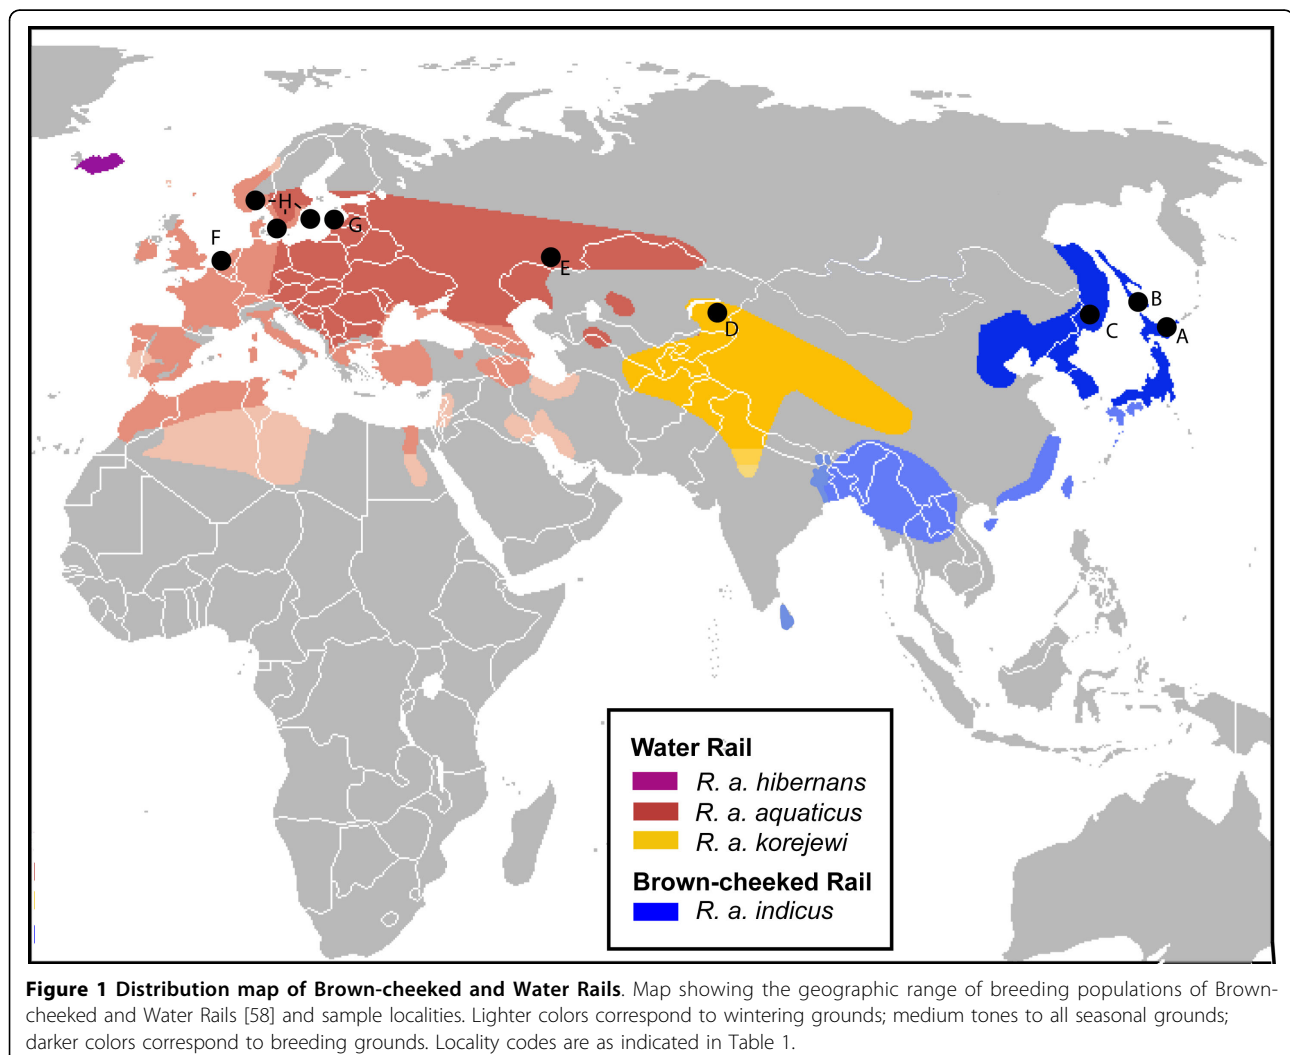 H
G
F
E
D
B
C
A
Water Rail
R. a. hibernans
R. a. aquaticus
R. a. korejewi
Brown-cheeked Rail
R. a. indicus
Figure 1 Distribution map of Brown-cheeked and Water Rails. Map showing the geographic range of breeding populations of Brown-
cheeked and Water Rails [58] and sample localities. Lighter colors correspond to wintering grounds; medium tones to all seasonal grounds;
darker colors correspond to breeding grounds. Locality codes are as indicated in Table 1.